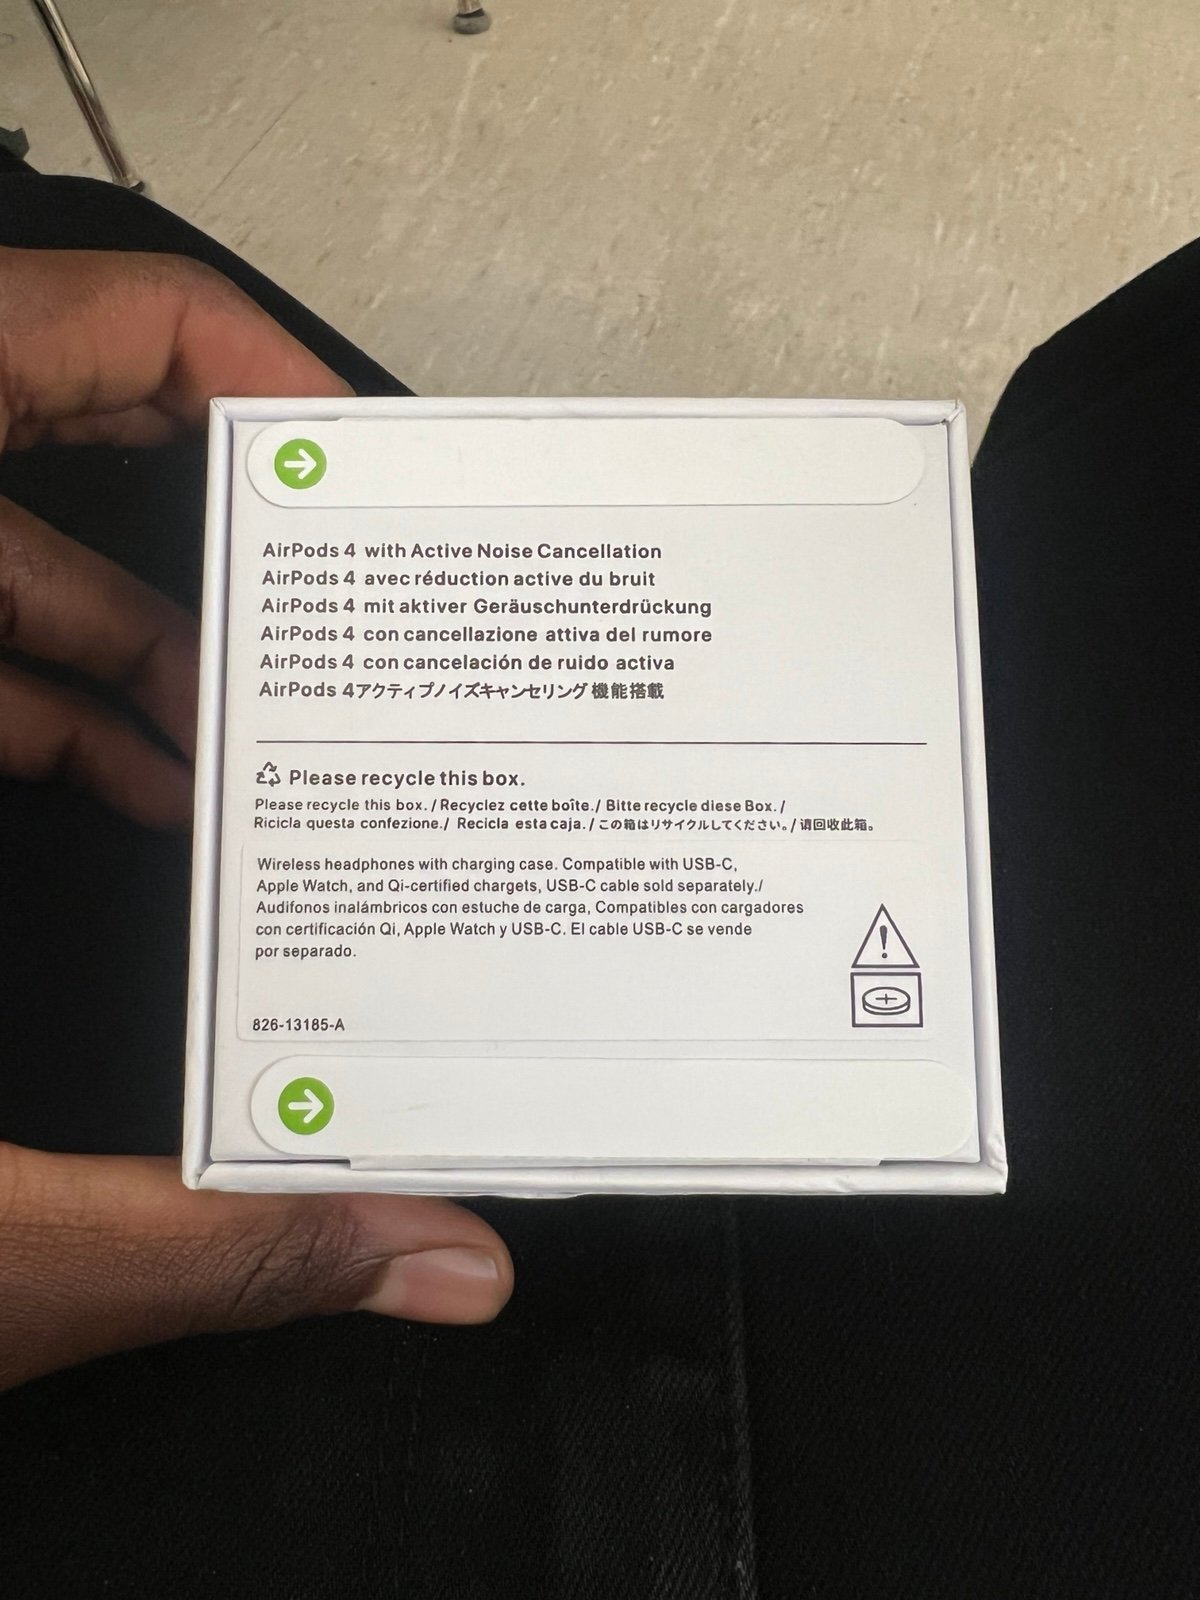 AirPods 4 with Active Noise Cancellation
AirPods 4 avec réduction active du bruit
AirPods 4 mit aktiver Geräuschunterdrückung
AirPods 4 con cancellazione attiva del rumore
AirPods 4 con cancelación de ruido activa
AirPods 4アクティブノイズキャンセリング 機能搭載
Please recycle this box.
Please recycle this box. / Recyclez cette boîte./ Bitte recycle diese Box. /
Ricicla questa confezione./ Recicla esta caja. / この箱はリサイクルしてください。/ 请回收此箱。
Wireless headphones with charging case. Compatible with USB-C,
Apple Watch, and Qi-certified chargets, USB-C cable sold separately./
Audifonos inalámbricos con estuche de carga, Compatibles con cargadores
con certificación Qi, Apple Watch y USB-C. El cable USB-C se vende
por separado.
826-13185-A